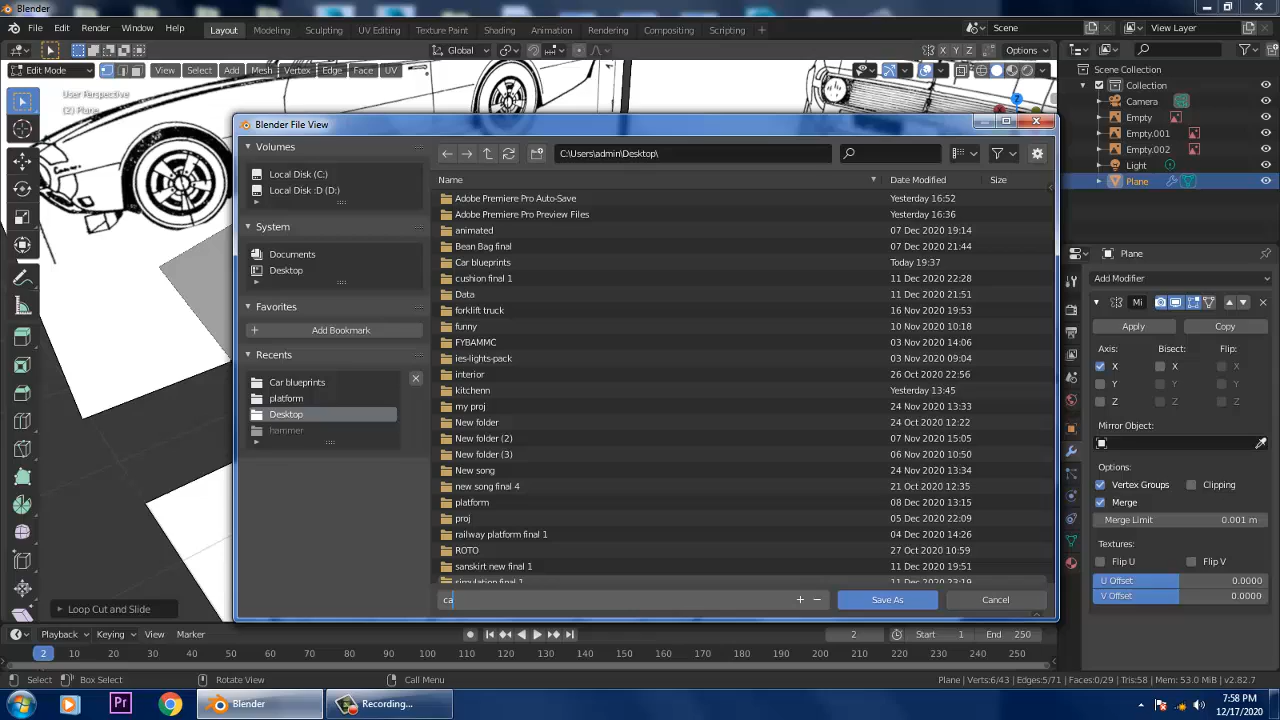 Blender
File Edit Render Window Help Layout Modeling Sculpting UV Editing Texture Paint Shading Animation Rendering Compositing Scripting + Scene View Layer
Global Options
X Y Z
Edit Mode View Select Add Mesh Vertex Edge Face UV
User Perspective
(2) Plane
Scene Collection
Collection
Camera
Empty
Empty.001
Empty.002
Light
Plane
Blender File View
Volumes
Local Disk (C:)
Local Disk :D (D:)
System
Documents
Desktop
Favorites
Add Bookmark
Recents
Car blueprints
platform
Desktop
hammer
C:\Users\admin\Desktop\
Name Date Modified Size
Adobe Premiere Pro Auto-Save Yesterday 16:52
Adobe Premiere Pro Preview Files Yesterday 16:36
animated 07 Dec 2020 19:14
Bean Bag final 07 Dec 2020 21:44
Car blueprints Today 19:37
cushion final 1 11 Dec 2020 22:28
Data 11 Dec 2020 21:51
forklift truck 16 Nov 2020 19:53
funny 10 Nov 2020 10:18
FYBAMMC 03 Nov 2020 14:06
ies-lights-pack 03 Nov 2020 09:04
interior 26 Oct 2020 22:56
kitchenn Yesterday 13:45
my proj 24 Nov 2020 13:33
New folder 24 Oct 2020 12:22
New folder (2) 07 Nov 2020 15:05
New folder (3) 06 Nov 2020 10:50
New song 24 Nov 2020 13:34
new song final 4 21 Oct 2020 12:35
platform 08 Dec 2020 13:15
proj 05 Dec 2020 22:09
railway platform final 1 04 Dec 2020 14:26
ROTO 27 Oct 2020 10:59
sanskirt new final 1 11 Dec 2020 19:51
simulation final 1 11 Dec 2020 23:19
ca + − Save As Cancel
Plane
Add Modifier
Mi
Apply Copy
Axis: Bisect: Flip:
X X X
Y Y Y
Z Z Z
Mirror Object:
Options:
Vertex Groups Clipping
Merge
Merge Limit 0.001 m
Textures:
Flip U Flip V
U Offset 0.0000
V Offset 0.0000
Loop Cut and Slide
Playback Keying View Marker 2 Start 1 End 250
2 10 20 30 40 50 60 70 80 90 100 110 120 130 140 150 160 170 180 190 200 210 220 230 240 250
Select Box Select Rotate View Call Menu Plane | Verts:6/43 | Edges:5/71 | Faces:0/29 | Tris:58 | Mem: 53.0 MiB | v2.82.7
Pr Blender Recording... 7:58 PM
12/17/2020